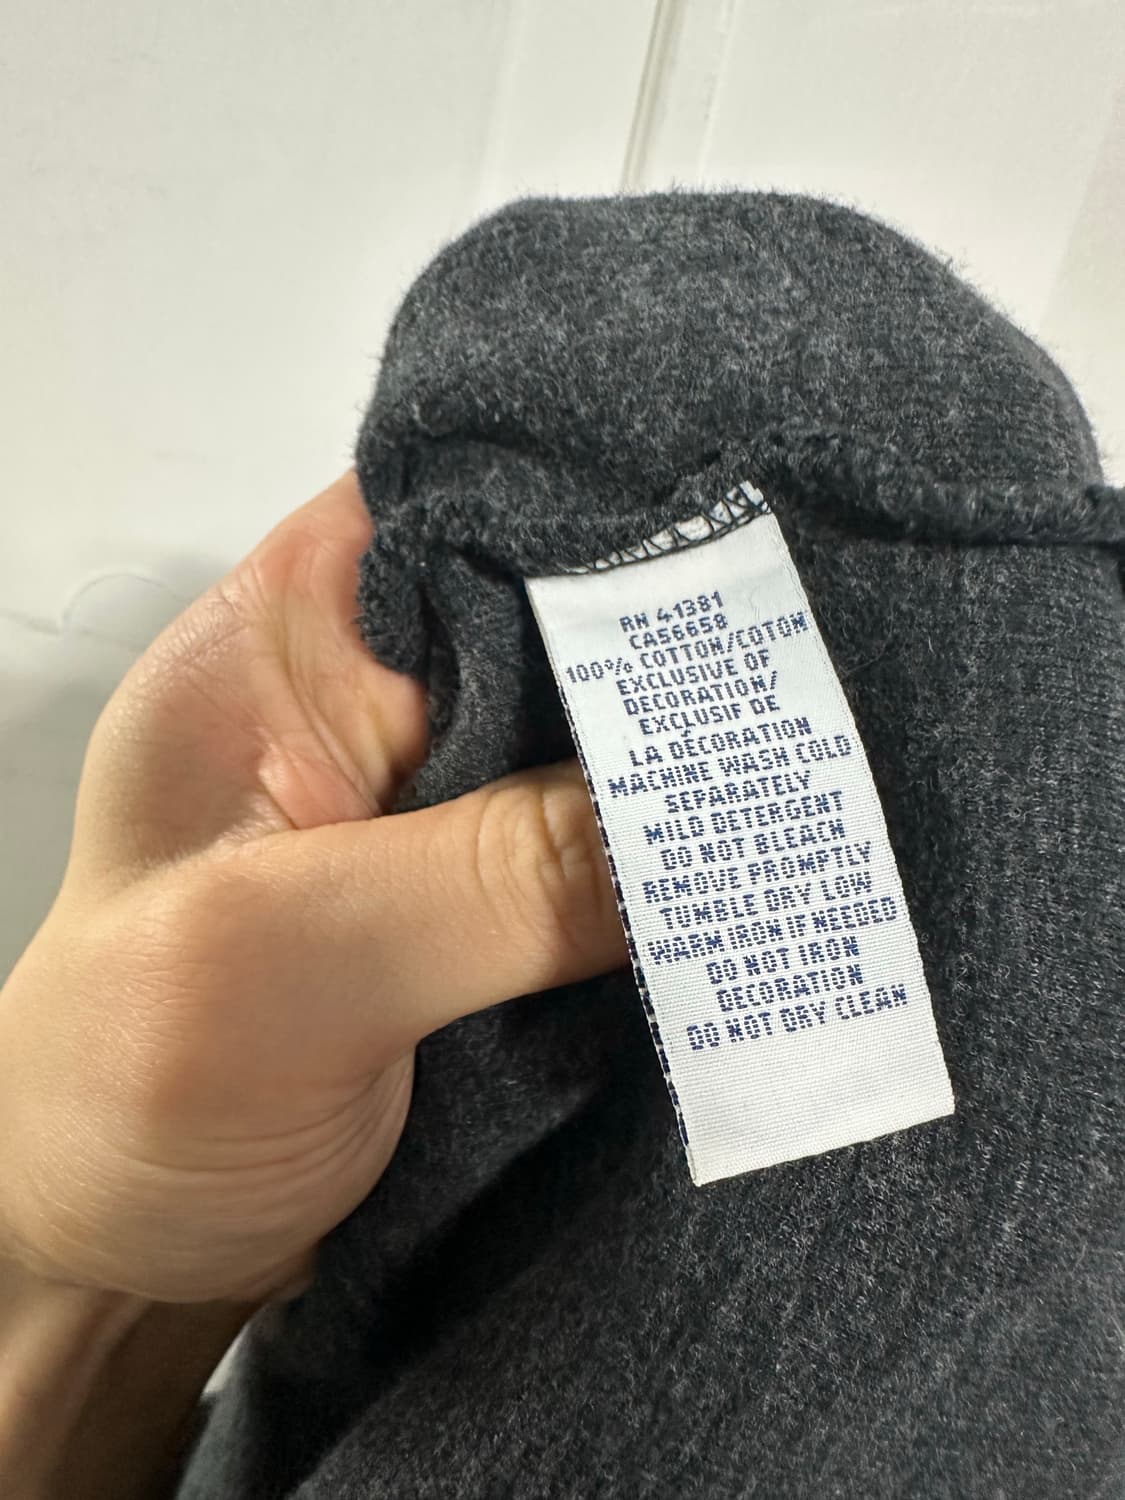 RN 41381
CA56658
100% COTTON/COTON
EXCLUSIVE OF
DECORATION/
EXCLUSIF DE
LA DÉCORATION
MACHINE WASH COLD
SEPARATELY
MILD DETERGENT
DO NOT BLEACH
REMOVE PROMPTLY
TUMBLE DRY LOW
WARM IRON IF NEEDED
DO NOT IRON
DECORATION
DO NOT DRY CLEAN